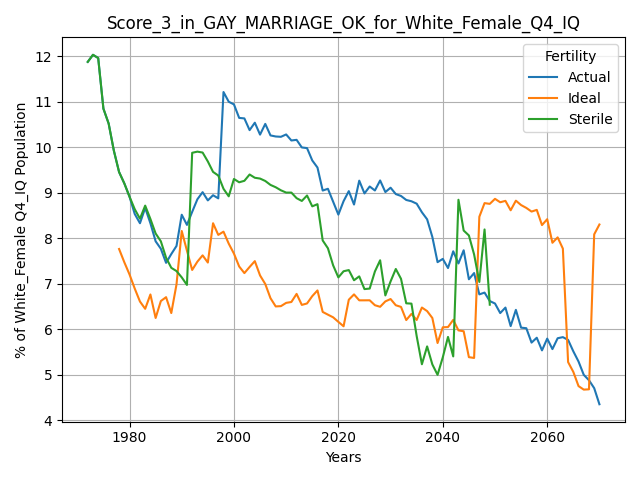 Score_3_in_GAY_MARRIAGE_OK_for_White_Female_Q4_IQ
% of White_Female Q4_IQ Population
12
11
10
9
8
7
6
5
4
Fertility
Actual
Ideal
Sterile
1980 2000 2020 2040 2060
Years